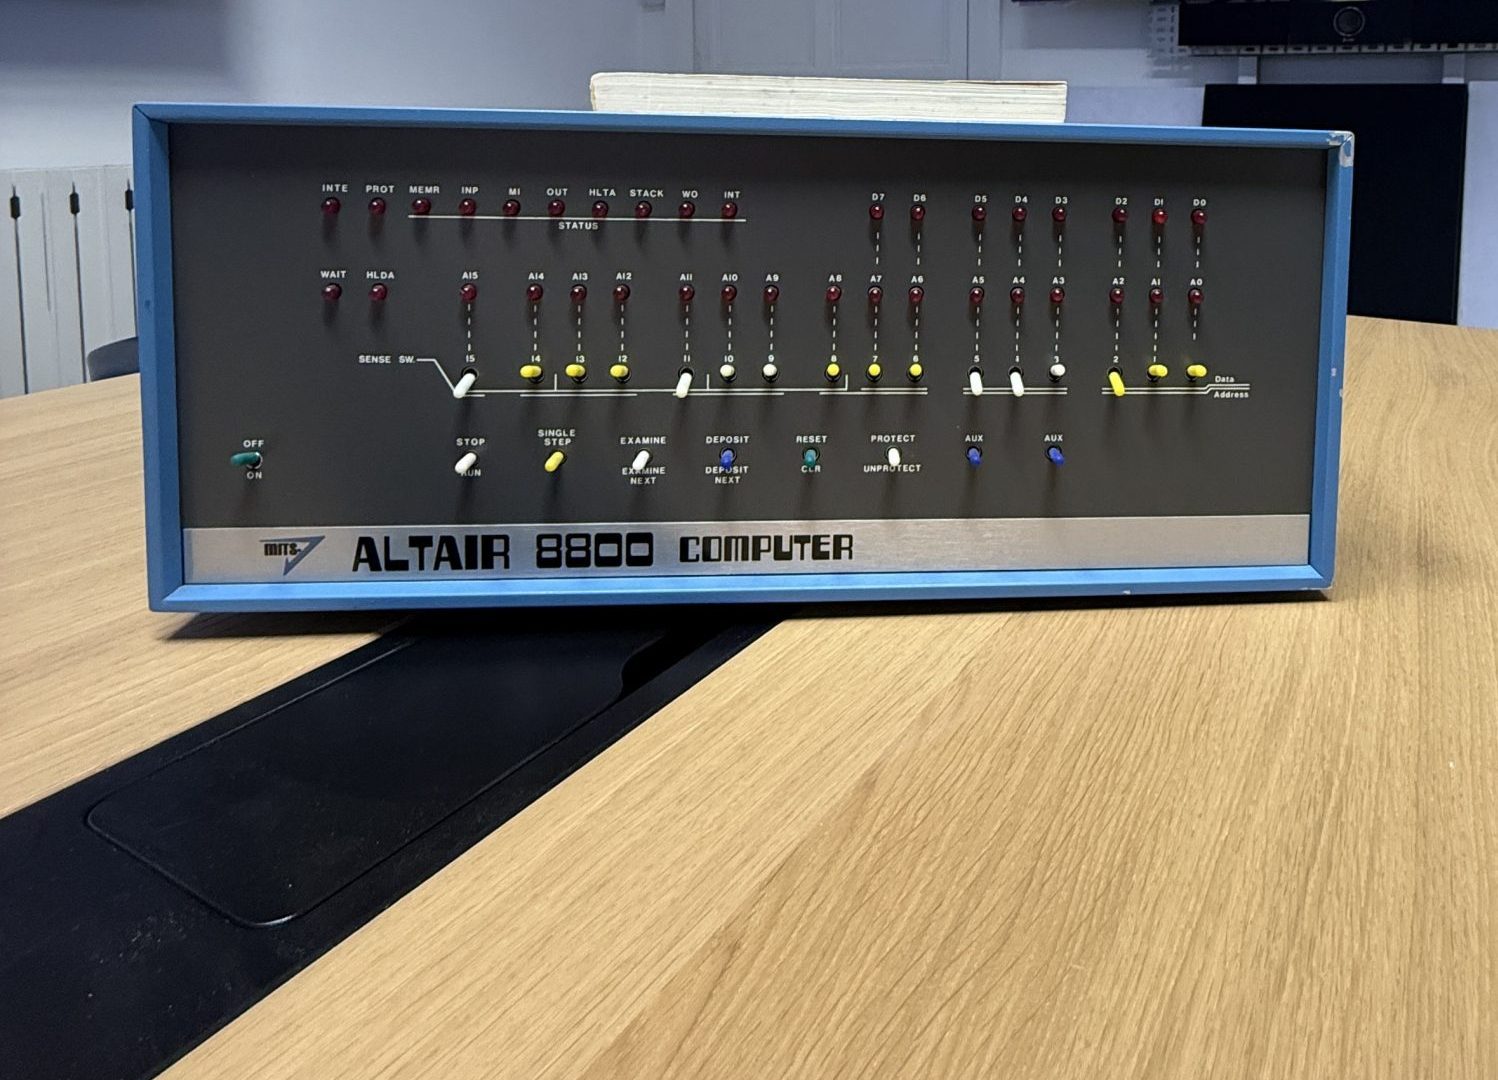 INTE PROT MEMR INP MI OUT HLTA STACK WO INT D7 D6 D5 D4 D3 D2 D1 D0
STATUS
WAIT HLDA A15 A14 A13 A12 A11 A10 A9 A8 A7 A6 A5 A4 A3 A2 A1 A0
SENSE SW. 15 14 13 12 11 10 9 8 7 6 5 4 3 2 1
Data
Address
OFF
ON
STOP
RUN
SINGLE
STEP
EXAMINE
EXAMINE
NEXT
DEPOSIT
DEPOSIT
NEXT
RESET
CLR
PROTECT
UNPROTECT
AUX
AUX
mits
ALTAIR 8800 COMPUTER